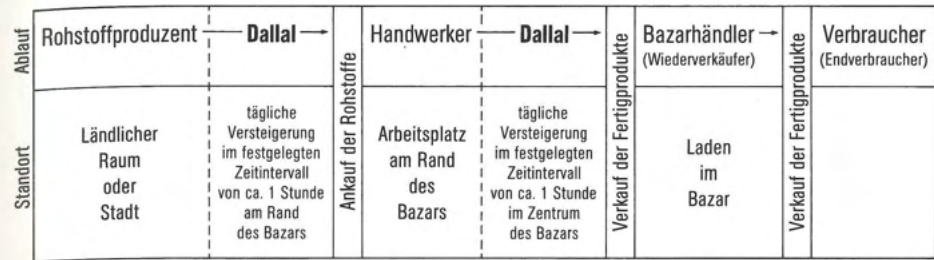 Ablauf
Rohstoffproduzent
Dallal
Ankauf der Rohstoffe
Handwerker
Dallal
Verkauf der Fertigprodukte
Bazarhändler
(Wiederverkäufer)
Verkauf der Fertigprodukte
Verbraucher
(Endverbraucher)
Standort
Ländlicher
Raum
oder
Stadt
tägliche
Versteigerung
im festgelegten
Zeitintervall
von ca. 1 Stunde
am Rand
des Bazars
Arbeitsplatz
am Rand
des
Bazars
tägliche
Versteigerung
im festgelegten
Zeitintervall
von ca. 1 Stunde
im Zentrum
des Bazars
Laden
im
Bazar